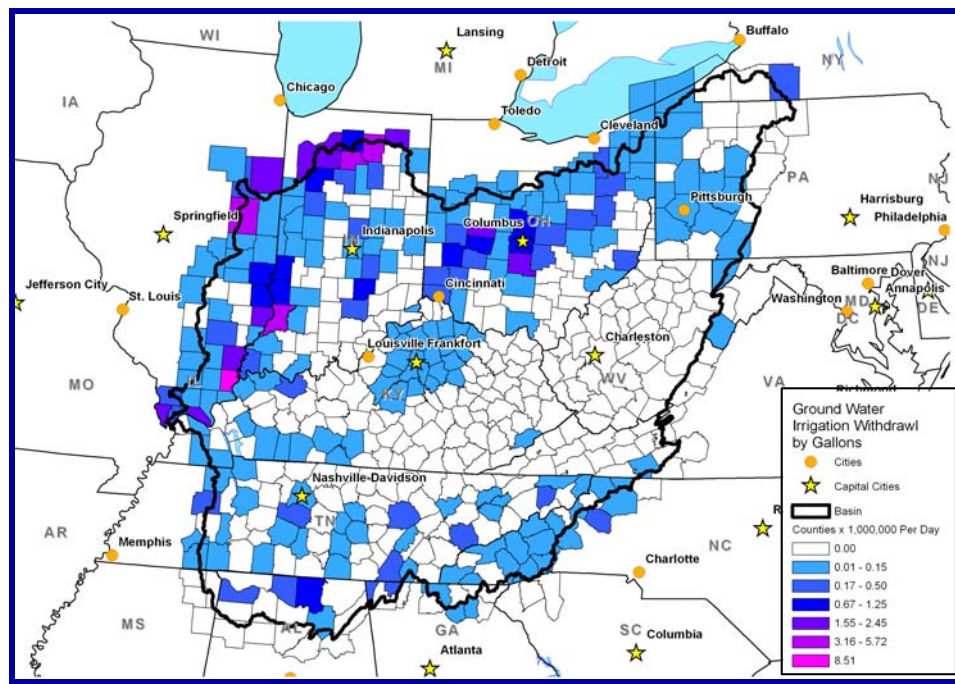 WI
Lansing
MI
Buffalo
NY
Detroit
Chicago
IA
Toledo
Cleveland
PA
NJ
Pittsburgh
Harrisburg
Philadelphia
Springfield
Columbus
OH
Indianapolis
IN
NJ
Jefferson City
St. Louis
Cincinnati
Baltimore
Dover
Annapolis
Washington
MD
DE
DC
Louisville
Frankfort
Charleston
WV
MO
IL
KY
VA
Nashville-Davidson
TN
AR
Memphis
NC
Charlotte
MS
AL
GA
SC
Columbia
Atlanta
Ground Water
Irrigation Withdrawl
by Gallons
Cities
Capital Cities
Basin
Counties x 1,000,000 Per Day
0.00
0.01 - 0.15
0.17 - 0.50
0.67 - 1.25
1.55 - 2.45
3.16 - 5.72
8.51